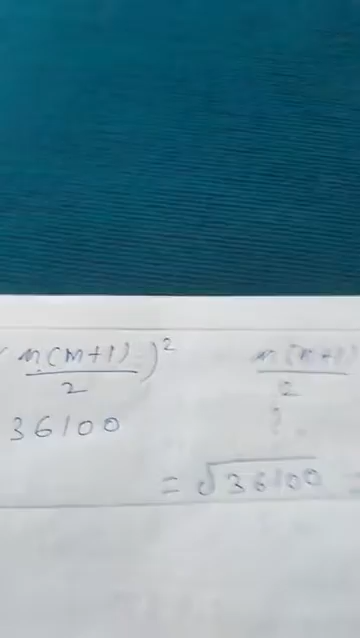 (n(n+1)/2)² n(n+1)/2
36100 ?
= √36100 =